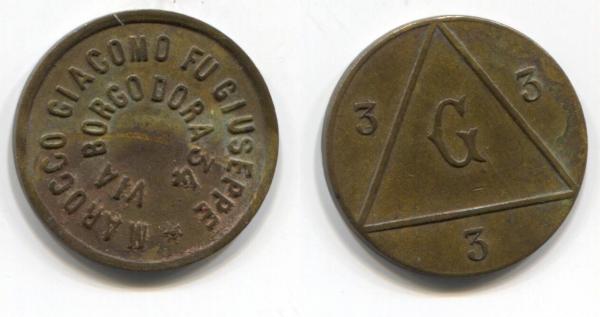 MAROCCO GIACOMO FU GIUSEPPE
VIA BORGO DORA 34
3 3
G
3